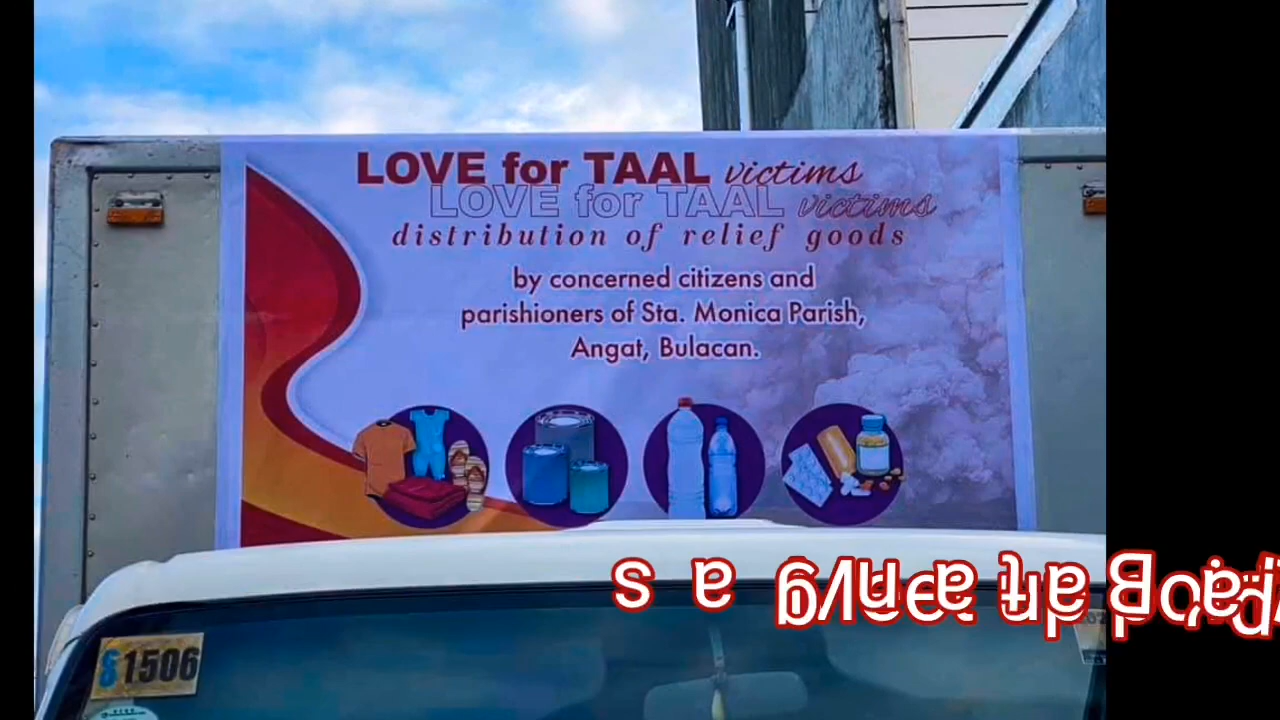 LOVE for TAAL victims
LOVE for TAAL victims
distribution of relief goods
by concerned citizens and
parishioners of Sta. Monica Parish,
Angat, Bulacan.
1506